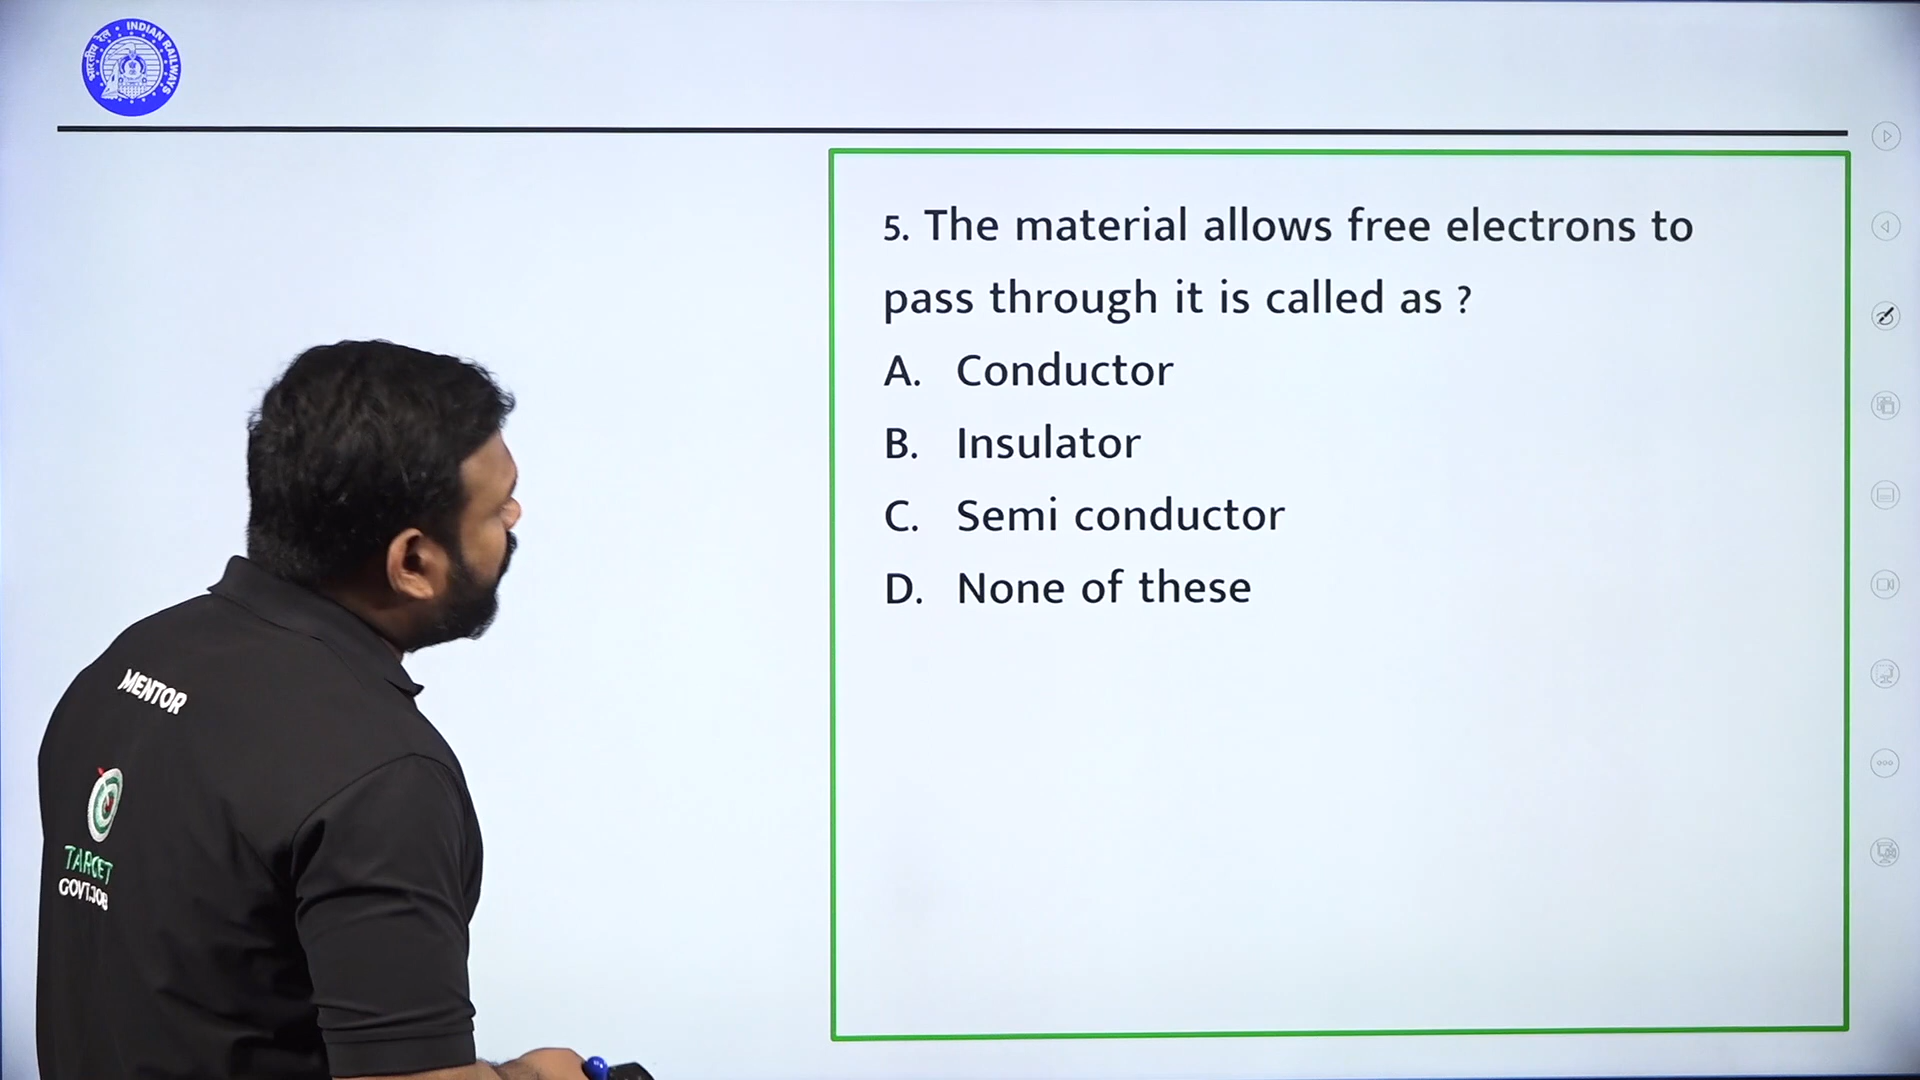 भारतीय रेल
INDIAN RAILWAYS
5. The material allows free electrons to
pass through it is called as ?
A. Conductor
B. Insulator
C. Semi conductor
D. None of these
MENTOR
TARGET
GOVT.JOB